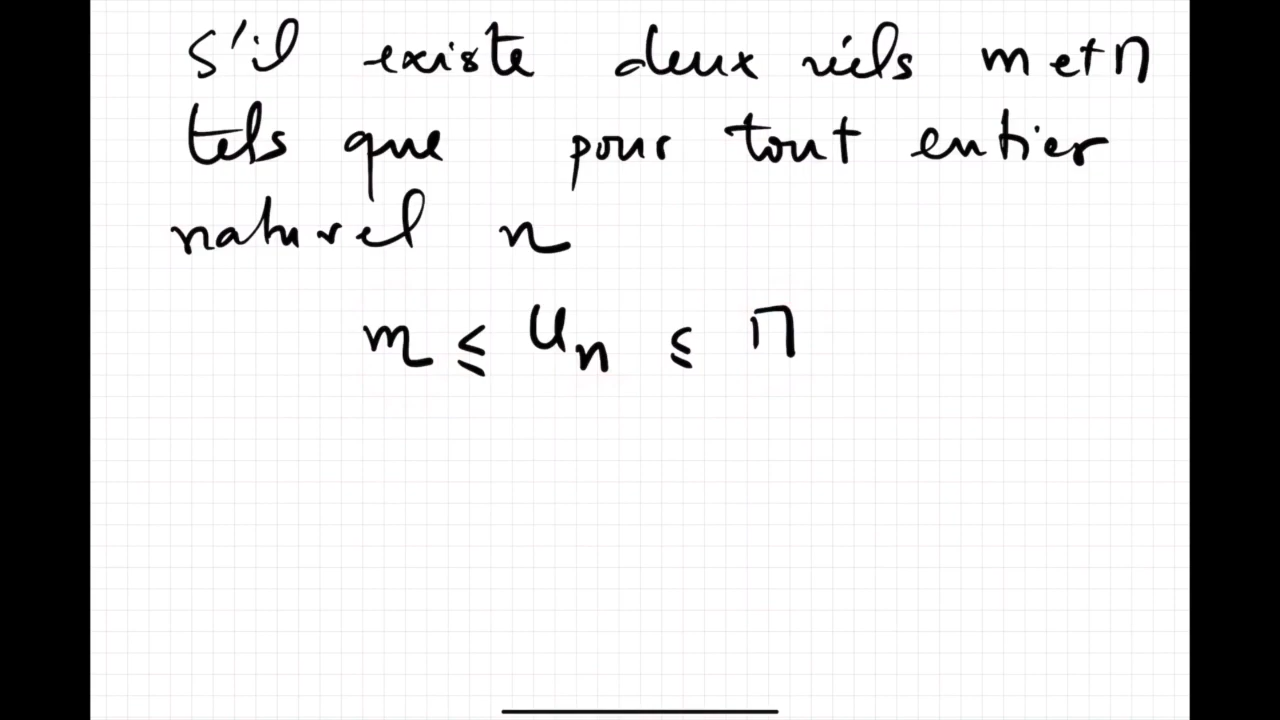 s'il existe deux réels m et M
tels que pour tout entier
naturel n
m ≤ Un ≤ M